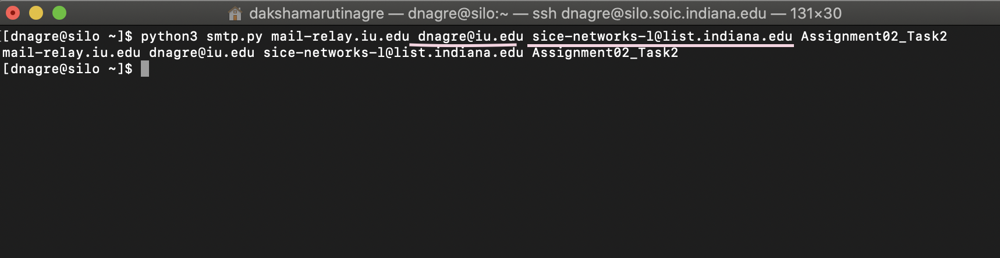 dakshamarutinagre — dnagre@silo:~ — ssh dnagre@silo.soic.indiana.edu — 131×30
[[dnagre@silo ~]$ python3 smtp.py mail-relay.iu.edu dnagre@iu.edu sice-networks-l@list.indiana.edu Assignment02_Task2
mail-relay.iu.edu dnagre@iu.edu sice-networks-l@list.indiana.edu Assignment02_Task2
[dnagre@silo ~]$